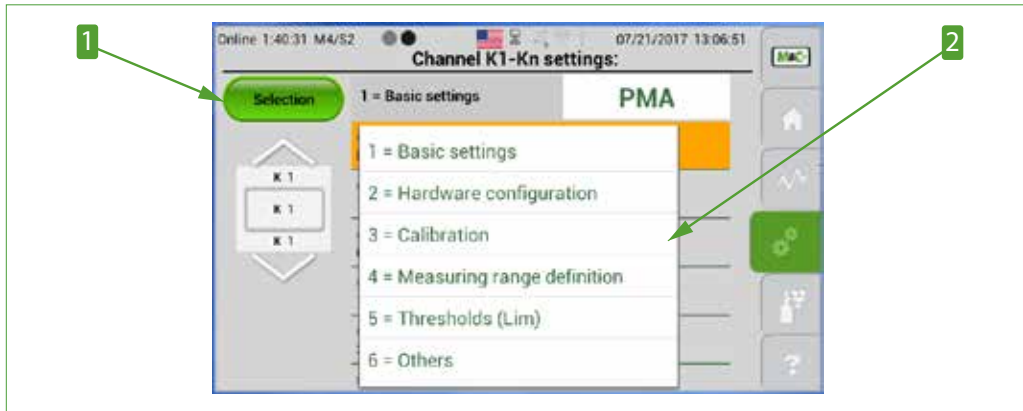 1
2
Online 1:40:31 M4/S2
07/21/2017 13:06:51
Channel K1-Kn settings:
M&C
Selection
1 = Basic settings
PMA
1 = Basic settings
2 = Hardware configuration
3 = Calibration
4 = Measuring range definition
5 = Thresholds (Lim)
6 = Others
K 1
K 1
K 1
?